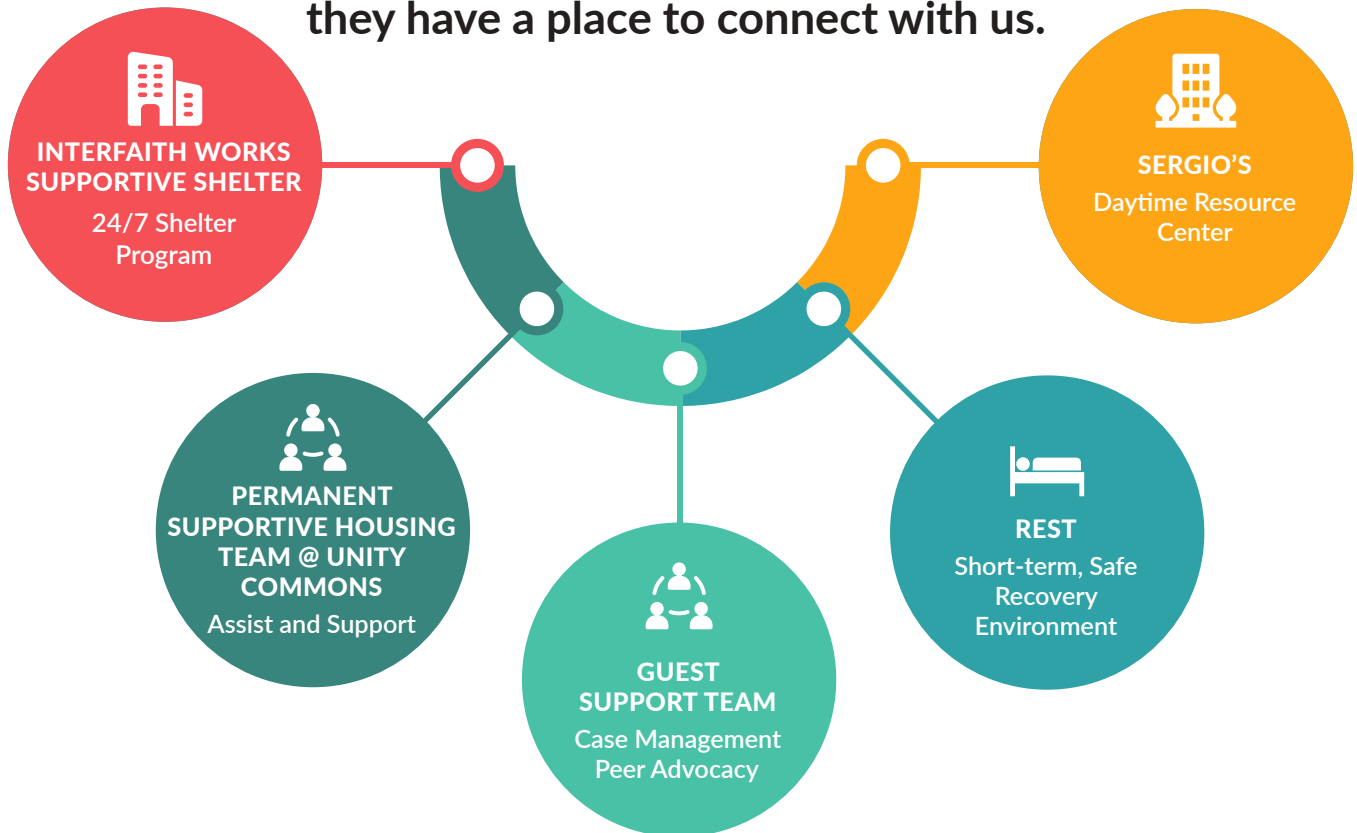 they have a place to connect with us.
INTERFAITH WORKS
SUPPORTIVE SHELTER
24/7 Shelter
Program
PERMANENT
SUPPORTIVE HOUSING
TEAM @ UNITY
COMMONS
Assist and Support
GUEST
SUPPORT TEAM
Case Management
Peer Advocacy
REST
Short-term, Safe
Recovery
Environment
SERGIO’S
Daytime Resource
Center